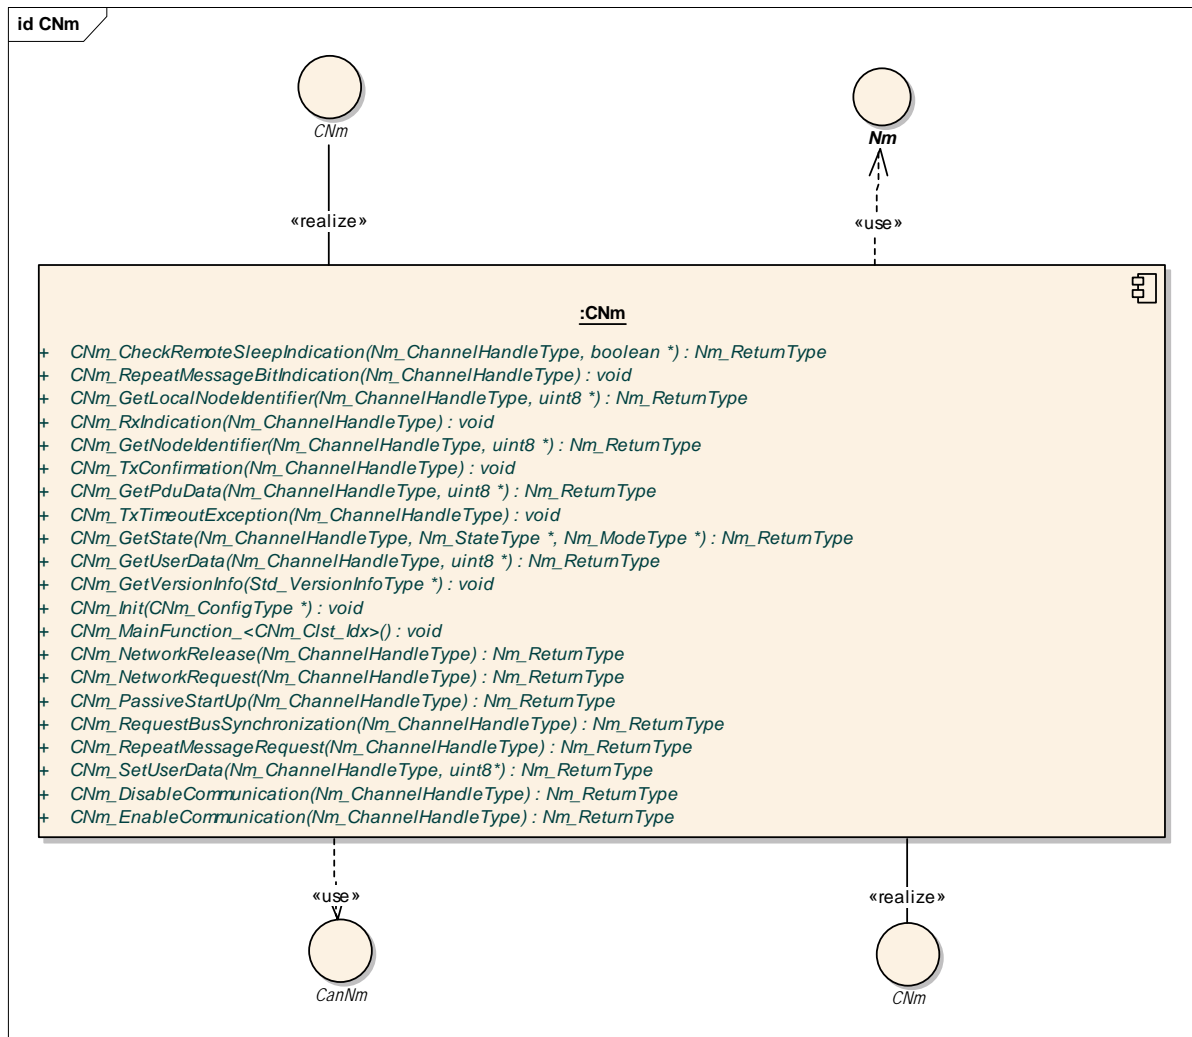 id CNm
CNm
Nm
«realize»
«use»
:CNm
+ CNm_CheckRemoteSleepIndication(Nm_ChannelHandleType, boolean *) : Nm_ReturnType
+ CNm_RepeatMessageBitIndication(Nm_ChannelHandleType) : void
+ CNm_GetLocalNodeIdentifier(Nm_ChannelHandleType, uint8 *) : Nm_ReturnType
+ CNm_RxIndication(Nm_ChannelHandleType) : void
+ CNm_GetNodeIdentifier(Nm_ChannelHandleType, uint8 *) : Nm_ReturnType
+ CNm_TxConfirmation(Nm_ChannelHandleType) : void
+ CNm_GetPduData(Nm_ChannelHandleType, uint8 *) : Nm_ReturnType
+ CNm_TxTimeoutException(Nm_ChannelHandleType) : void
+ CNm_GetState(Nm_ChannelHandleType, Nm_StateType *, Nm_ModeType *) : Nm_ReturnType
+ CNm_GetUserData(Nm_ChannelHandleType, uint8 *) : Nm_ReturnType
+ CNm_GetVersionInfo(Std_VersionInfoType *) : void
+ CNm_Init(CNm_ConfigType *) : void
+ CNm_MainFunction_<CNm_Clst_Idx>() : void
+ CNm_NetworkRelease(Nm_ChannelHandleType) : Nm_ReturnType
+ CNm_NetworkRequest(Nm_ChannelHandleType) : Nm_ReturnType
+ CNm_PassiveStartUp(Nm_ChannelHandleType) : Nm_ReturnType
+ CNm_RequestBusSynchronization(Nm_ChannelHandleType) : Nm_ReturnType
+ CNm_RepeatMessageRequest(Nm_ChannelHandleType) : Nm_ReturnType
+ CNm_SetUserData(Nm_ChannelHandleType, uint8*) : Nm_ReturnType
+ CNm_DisableCommunication(Nm_ChannelHandleType) : Nm_ReturnType
+ CNm_EnableCommunication(Nm_ChannelHandleType) : Nm_ReturnType
«use»
«realize»
CanNm
CNm